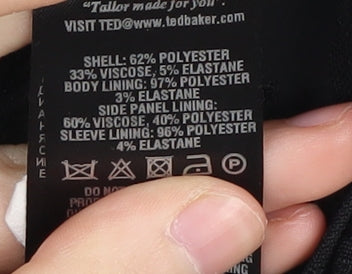 "Tailor made for you".
VISIT TED@www.tedbaker.com
SHELL: 62% POLYESTER
33% VISCOSE, 5% ELASTANE
BODY LINING: 97% POLYESTER
3% ELASTANE
SIDE PANEL LINING:
60% VISCOSE, 40% POLYESTER
SLEEVE LINING: 96% POLYESTER
4% ELASTANE
P
DO NO